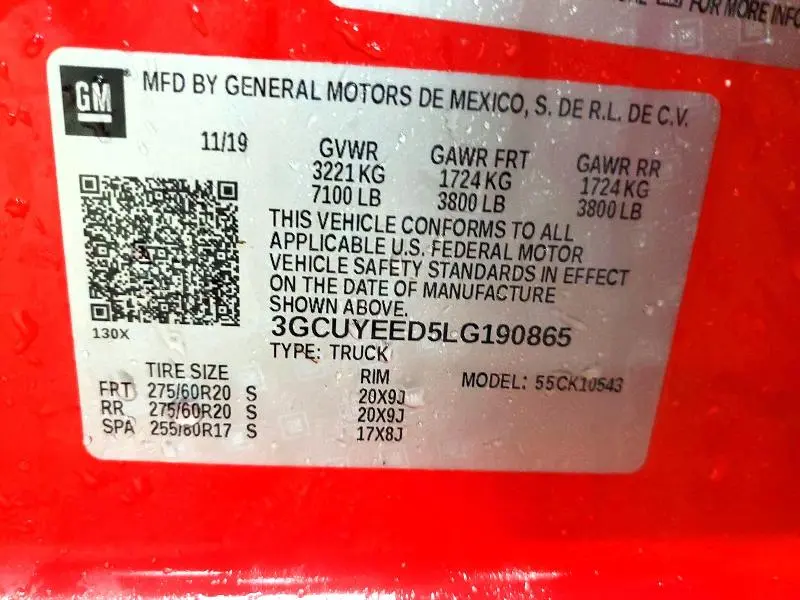 FOR MORE INFO
GM
MFD BY GENERAL MOTORS DE MEXICO, S. DE R.L. DE C.V.
11/19 GVWR GAWR FRT GAWR RR
3221 KG 1724 KG 1724 KG
7100 LB 3800 LB 3800 LB
THIS VEHICLE CONFORMS TO ALL
APPLICABLE U.S. FEDERAL MOTOR
VEHICLE SAFETY STANDARDS IN EFFECT
ON THE DATE OF MANUFACTURE
SHOWN ABOVE.
130X
3GCUYEED5LG190865
TYPE: TRUCK
TIRE SIZE RIM MODEL: 55CK10543
FRT 275/60R20 S 20X9J
RR 275/60R20 S 20X9J
SPA 255/80R17 S 17X8J